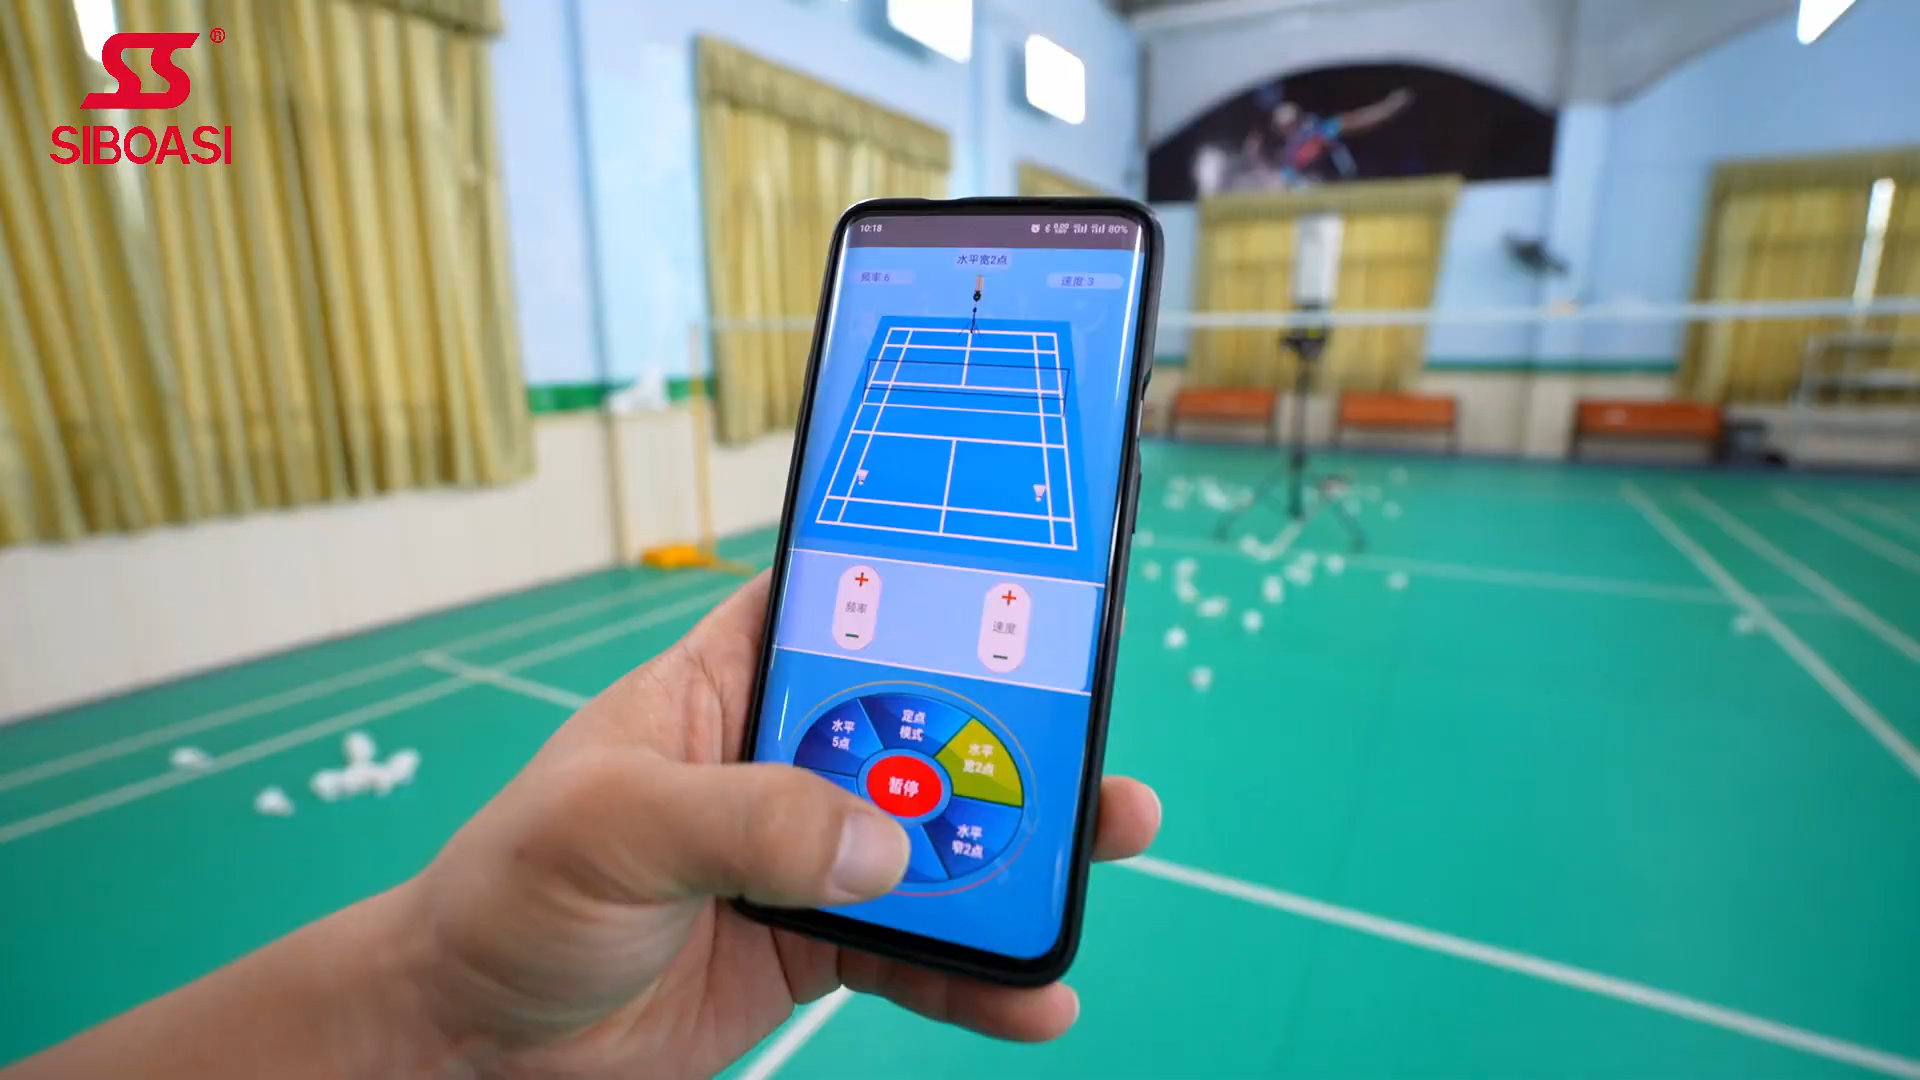 SS®
SIBOASI
10:18
80%
水平宽2点
频率:6
速度:3
+
频率
−
+
速度
−
定点
模式
水平
5点
水平
宽2点
暂停
水平
窄2点